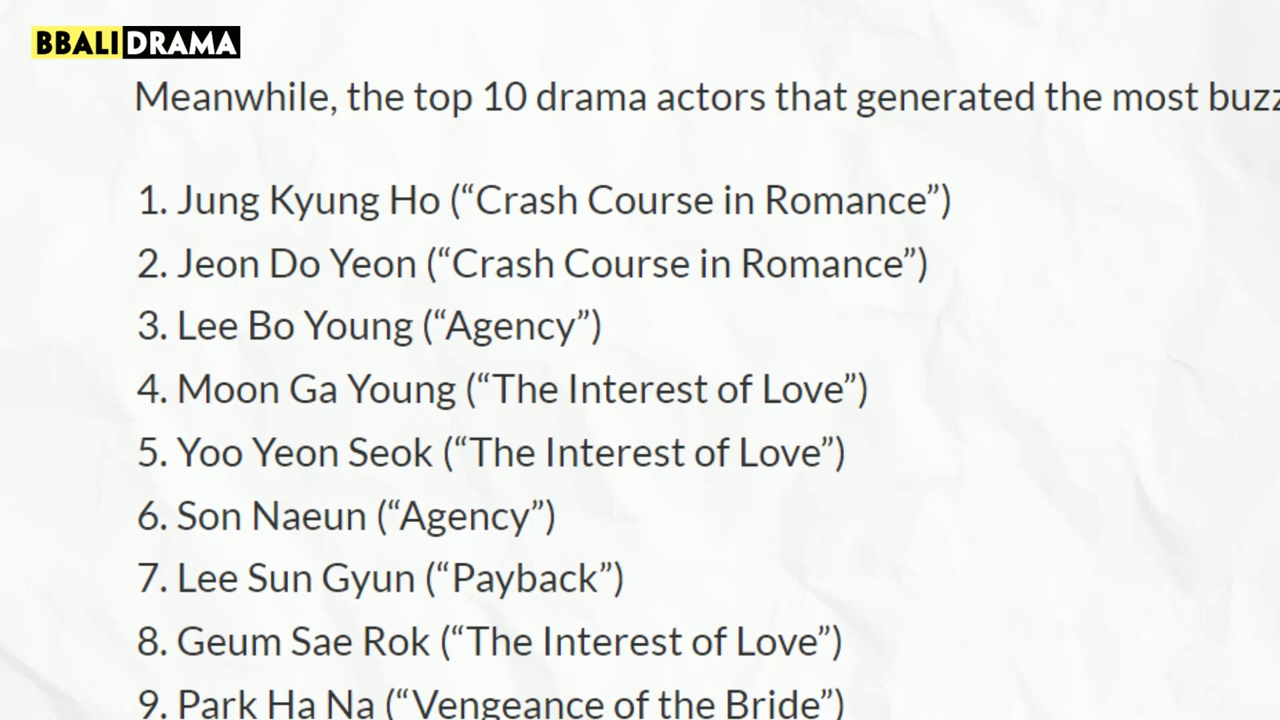 BBALI DRAMA
Meanwhile, the top 10 drama actors that generated the most buzz
1. Jung Kyung Ho (“Crash Course in Romance”)
2. Jeon Do Yeon (“Crash Course in Romance”)
3. Lee Bo Young (“Agency”)
4. Moon Ga Young (“The Interest of Love”)
5. Yoo Yeon Seok (“The Interest of Love”)
6. Son Naeun (“Agency”)
7. Lee Sun Gyun (“Payback”)
8. Geum Sae Rok (“The Interest of Love”)
9. Park Ha Na (“Vengeance of the Bride”)